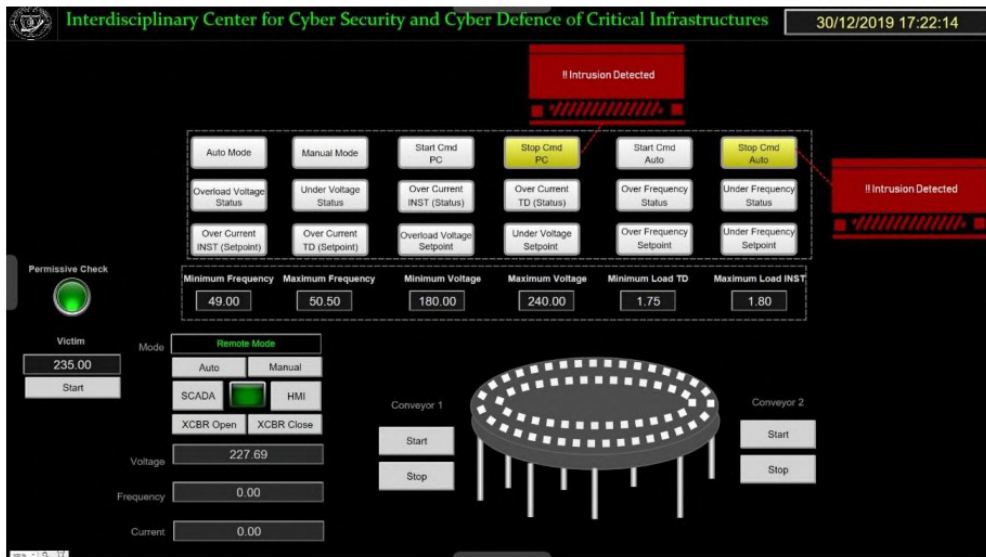 Interdisciplinary Center for Cyber Security and Cyber Defence of Critical Infrastructures
30/12/2019 17:22:14
!! Intrusion Detected
Auto Mode
Manual Mode
Start Cmd
PC
Stop Cmd
PC
Start Cmd
Auto
Stop Cmd
Auto
!! Intrusion Detected
Overload Voltage
Status
Under Voltage
Status
Over Current
INST (Status)
Over Current
TD (Status)
Over Frequency
Status
Under Frequency
Status
Over Current
INST (Setpoint)
Over Current
TD (Setpoint)
Overload Voltage
Setpoint
Under Voltage
Setpoint
Over Frequency
Setpoint
Under Frequency
Setpoint
Permissive Check
Minimum Frequency
Maximum Frequency
Minimum Voltage
Maximum Voltage
Minimum Load TD
Maximum Load INST
49.00
50.50
180.00
240.00
1.75
1.80
Victim
235.00
Start
Mode
Remote Mode
Auto
Manual
SCADA
HMI
XCBR Open
XCBR Close
Voltage
227.69
Frequency
0.00
Current
0.00
Conveyor 1
Start
Stop
Conveyor 2
Start
Stop